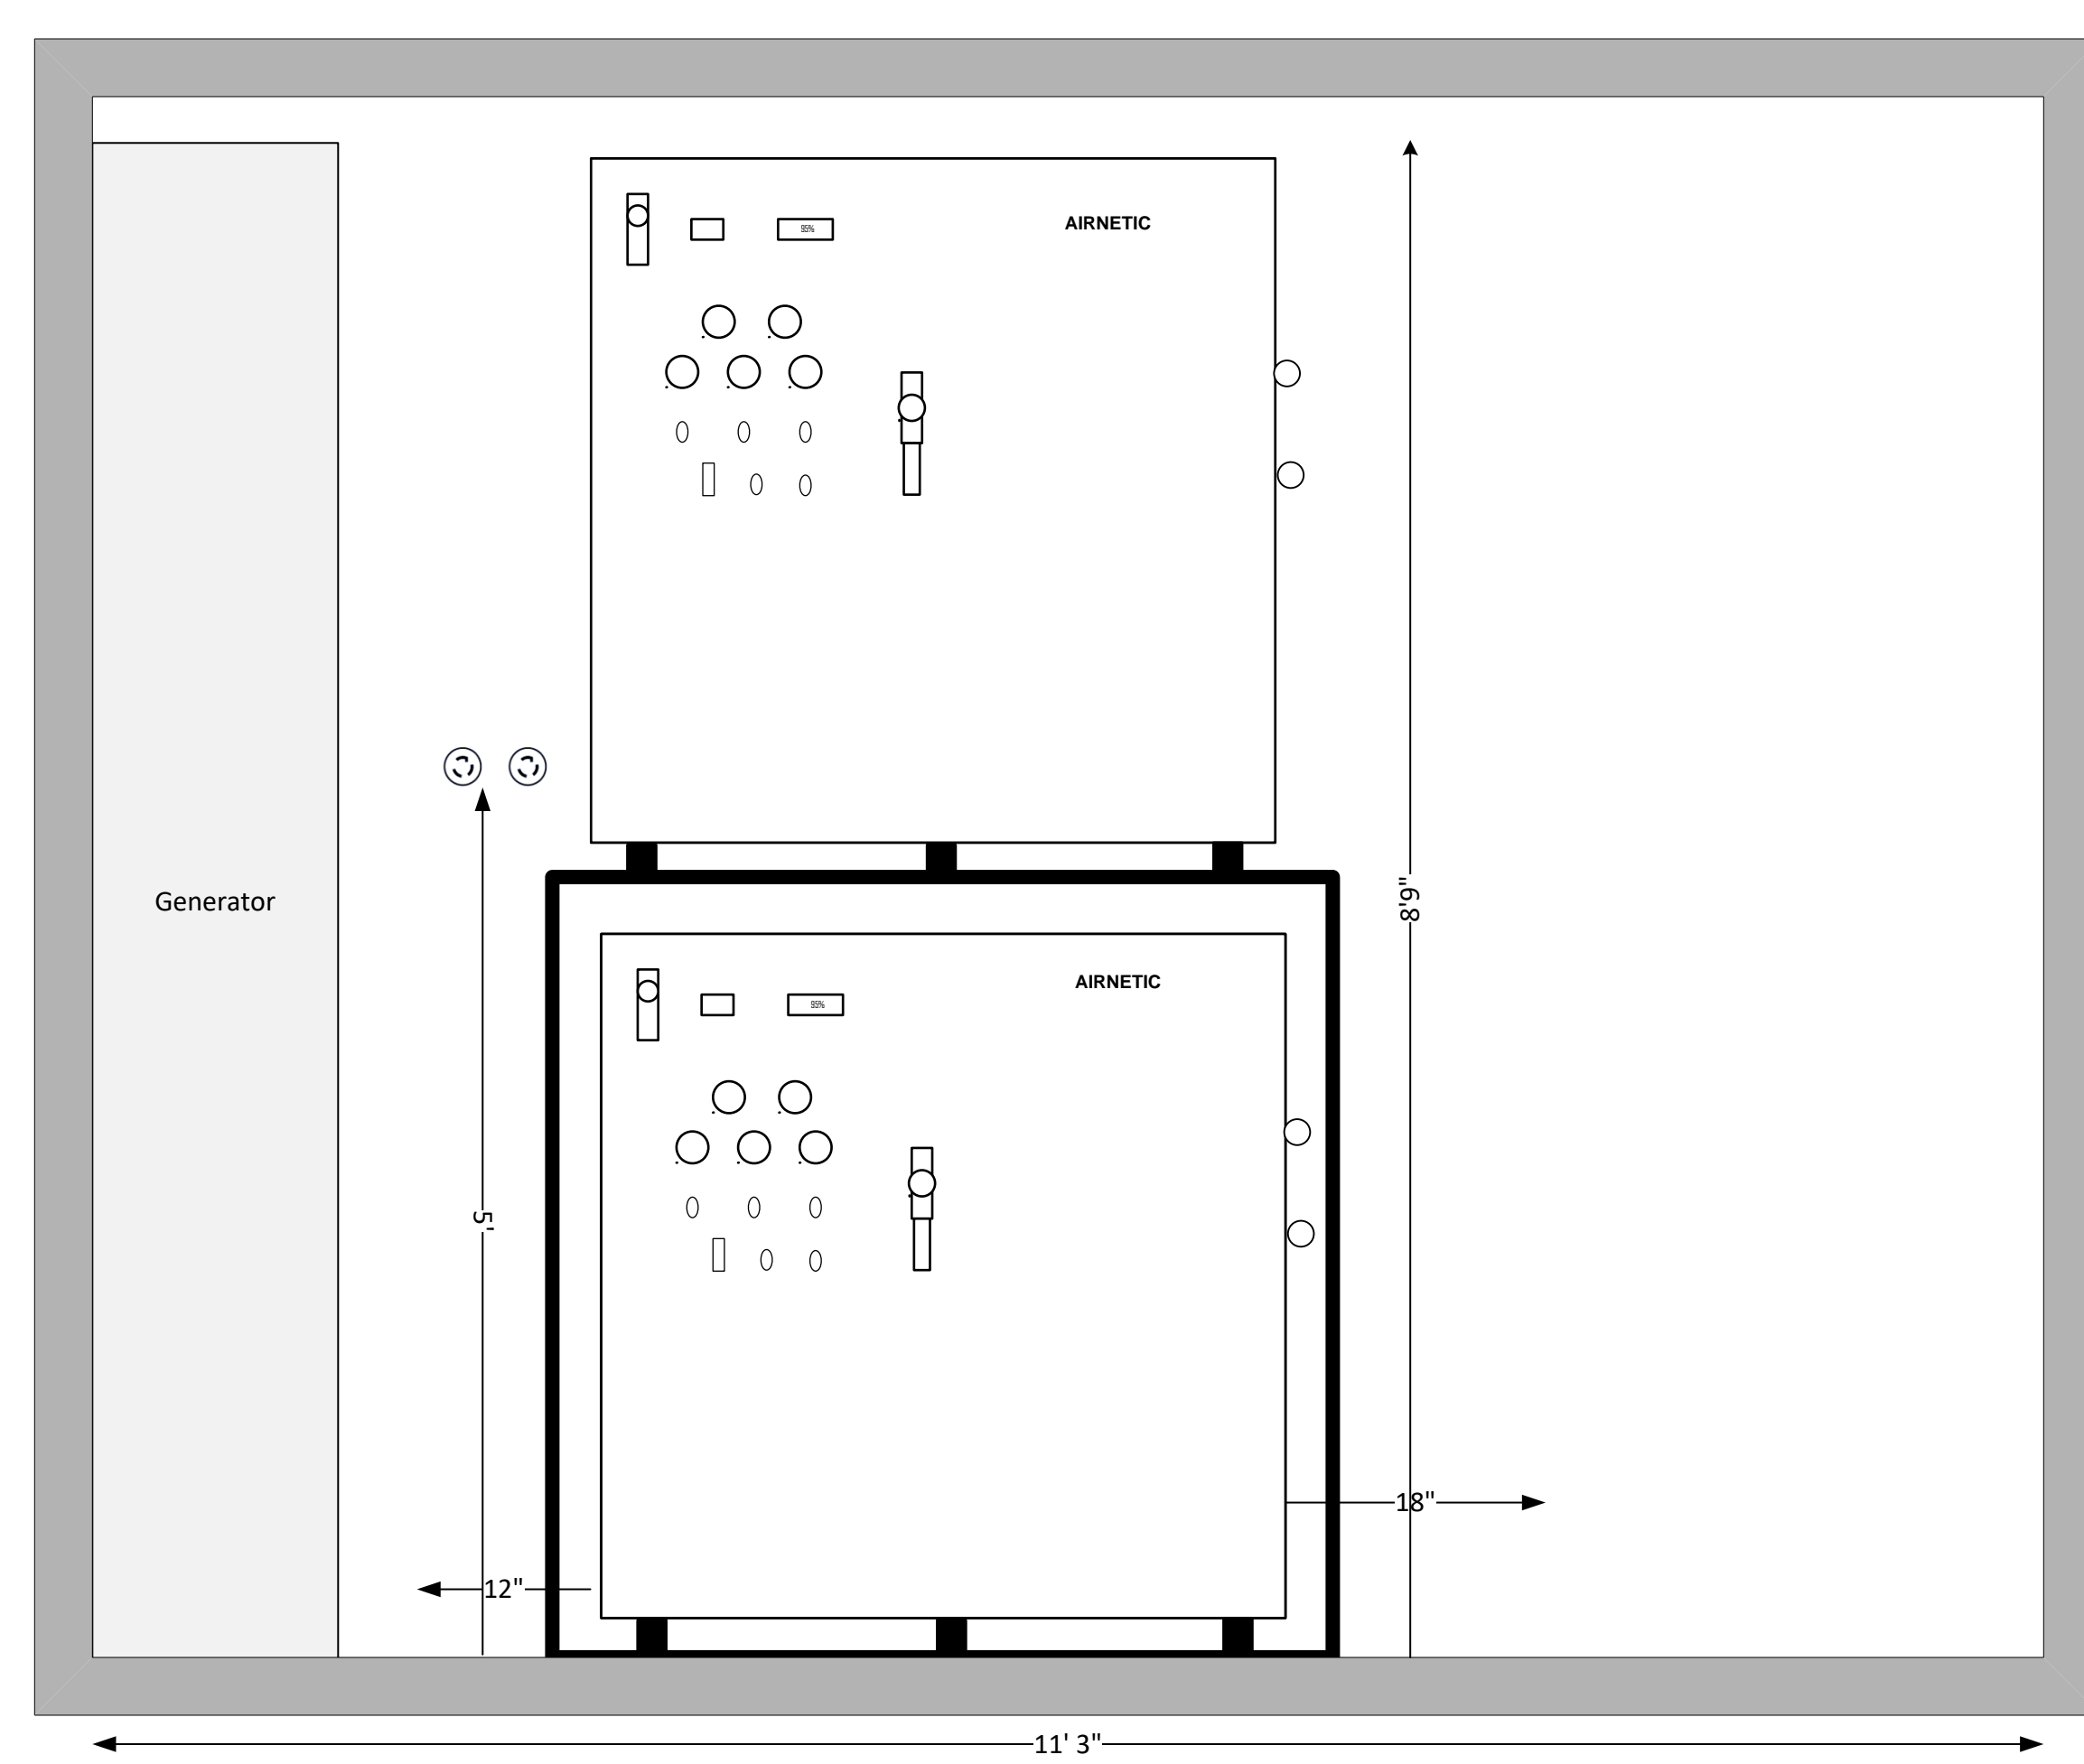 AIRNETIC
95%
Generator
8'9"
AIRNETIC
95%
5'
18"
12"
11' 3"